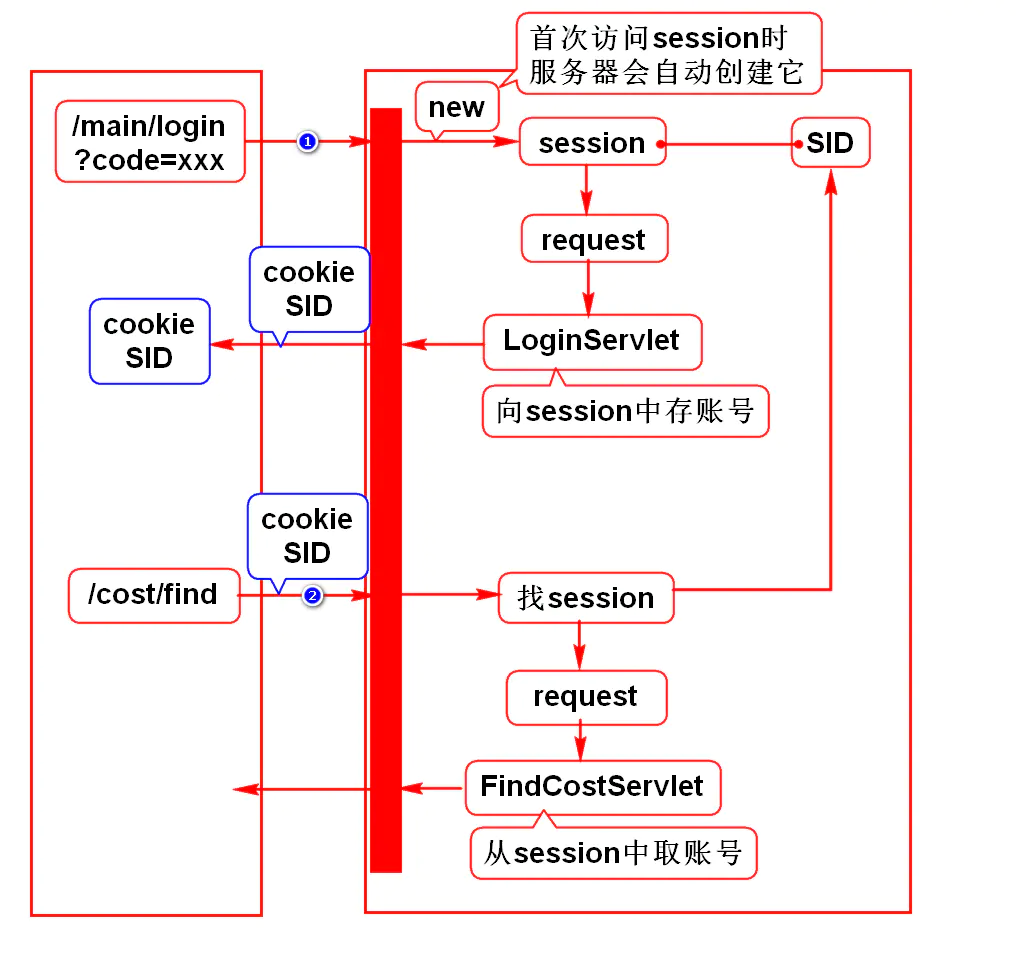 首次访问session时
服务器会自动创建它
new
/main/login
?code=xxx
1
session
SID
request
cookie
SID
cookie
SID
LoginServlet
向session中存账号
cookie
SID
/cost/find
2
找session
request
FindCostServlet
从session中取账号